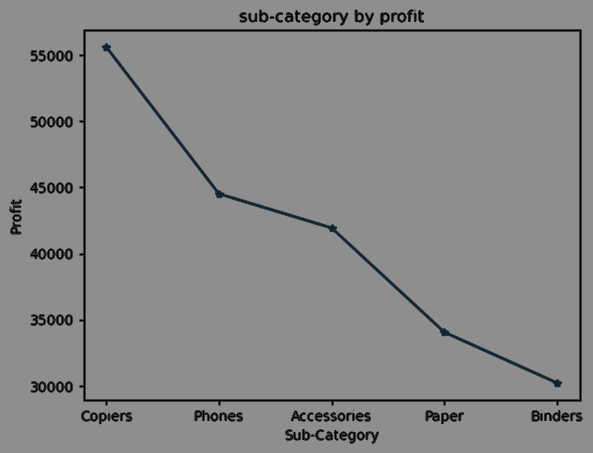 sub-category by profit
55000
50000
45000
40000
35000
30000
Profit
Copiers
Phones
Accessories
Paper
Binders
Sub-Category